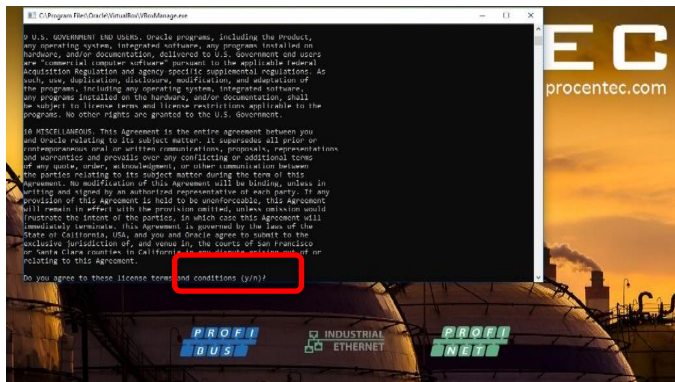 C:\Program Files\Oracle\VirtualBox\VBoxManage.exe
9 U.S. GOVERNMENT END USERS. Oracle programs, including the Product,
any operating system, integrated software, any programs installed on
hardware, and/or documentation, delivered to U.S. Government end users
are "commercial computer software" pursuant to the applicable Federal
Acquisition Regulation and agency-specific supplemental regulations. As
such, use, duplication, disclosure, modification, and adaptation of
the programs, including any operating system, integrated software,
any programs installed on the hardware, and/or documentation, shall
be subject to license terms and license restrictions applicable to the
programs. No other rights are granted to the U.S. Government.
10 MISCELLANEOUS. This Agreement is the entire agreement between you
and Oracle relating to its subject matter. It supersedes all prior or
contemporaneous oral or written communications, proposals, representations
and warranties and prevails over any conflicting or additional terms
of any quote, order, acknowledgment, or other communication between
the parties relating to its subject matter during the term of this
Agreement. No modification of this Agreement will be binding, unless in
writing and signed by an authorized representative of each party. If any
provision of this Agreement is held to be unenforceable, this Agreement
will remain in effect with the provision omitted, unless omission would
frustrate the intent of the parties, in which case this Agreement will
immediately terminate. This Agreement is governed by the laws of the
State of California, USA, and you and Oracle agree to submit to the
exclusive jurisdiction of, and venue in, the courts of San Francisco
or Santa Clara counties in California in any dispute arising out of or
relating to this Agreement.
Do you agree to these license terms and conditions (y/n)?
E C
procentec.com
PROFI
BUS
INDUSTRIAL
ETHERNET
PROFI
NET